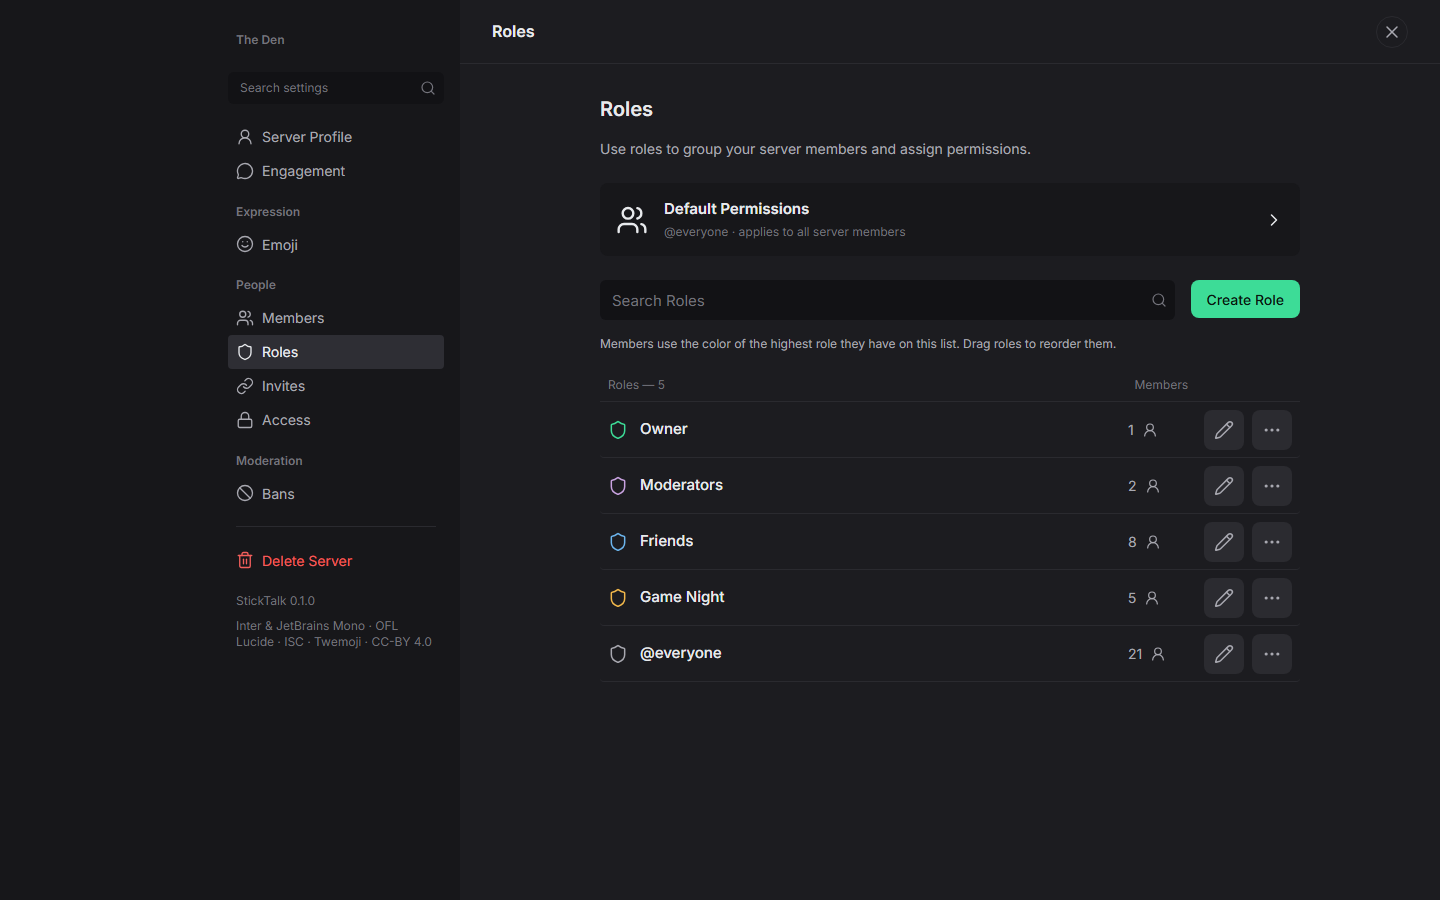 The Den
Search settings
Server Profile
Engagement
Expression
Emoji
People
Members
Roles
Invites
Access
Moderation
Bans
Delete Server
StickTalk 0.1.0
Inter & JetBrains Mono · OFL
Lucide · ISC · Twemoji · CC-BY 4.0
Roles
Roles
Use roles to group your server members and assign permissions.
Default Permissions
@everyone · applies to all server members
Search Roles
Create Role
Members use the color of the highest role they have on this list. Drag roles to reorder them.
Roles — 5 Members
Owner 1
Moderators 2
Friends 8
Game Night 5
@everyone 21